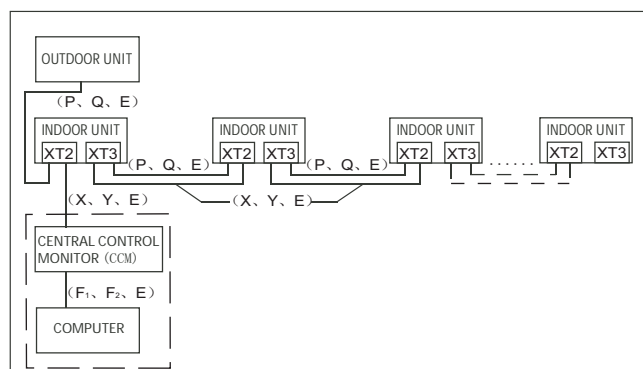 OUTDOOR UNIT
（P、Q、E）
INDOOR UNIT
XT2 XT3
INDOOR UNIT
XT2 XT3
INDOOR UNIT
XT2 XT3
......
INDOOR UNIT
XT2 XT3
（P、Q、E）
（P、Q、E）
（X、Y、E）
（X、Y、E）
CENTRAL CONTROL
MONITOR (CCM)
（F₁、F₂、E）
COMPUTER